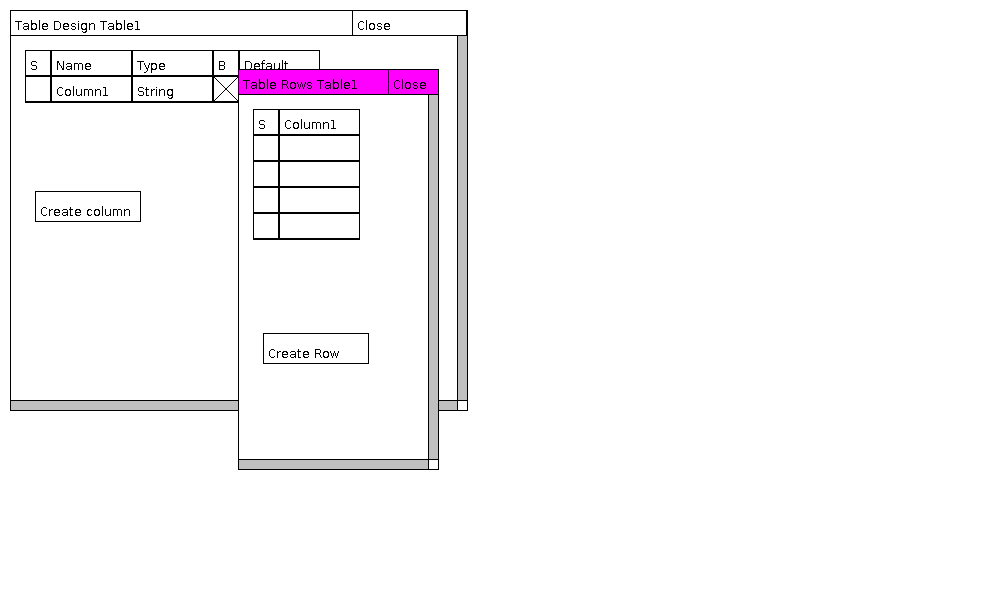 Table Design Table1 Close
S Name Type B Default
Column1 String
Table Rows Table1 Close
S Column1
Create column
Create Row